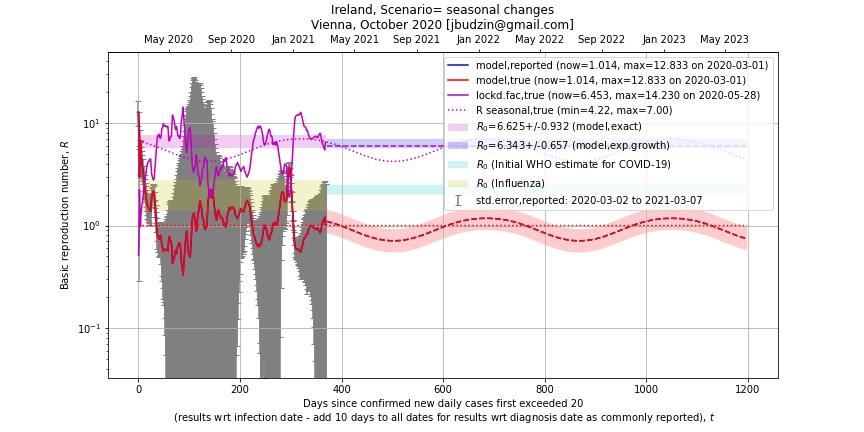 Ireland, Scenario= seasonal changes
Vienna, October 2020 [jbudzin@gmail.com]
May 2020 Sep 2020 Jan 2021 May 2021 Sep 2021 Jan 2022 May 2022 Sep 2022 Jan 2023 May 2023
model,reported (now=1.014, max=12.833 on 2020-03-01)
model,true (now=1.014, max=12.833 on 2020-03-01)
lockd.fac,true (now=6.453, max=14.230 on 2020-05-28)
R seasonal,true (min=4.22, max=7.00)
R₀=6.625+/-0.932 (model,exact)
R₀=6.343+/-0.657 (model,exp.growth)
R₀ (Initial WHO estimate for COVID-19)
R₀ (Influenza)
std.error,reported: 2020-03-02 to 2021-03-07
Basic reproduction number, R
10¹
10⁰
10⁻¹
0 200 400 600 800 1000 1200
Days since confirmed new daily cases first exceeded 20
(results wrt infection date - add 10 days to all dates for results wrt diagnosis date as commonly reported), t